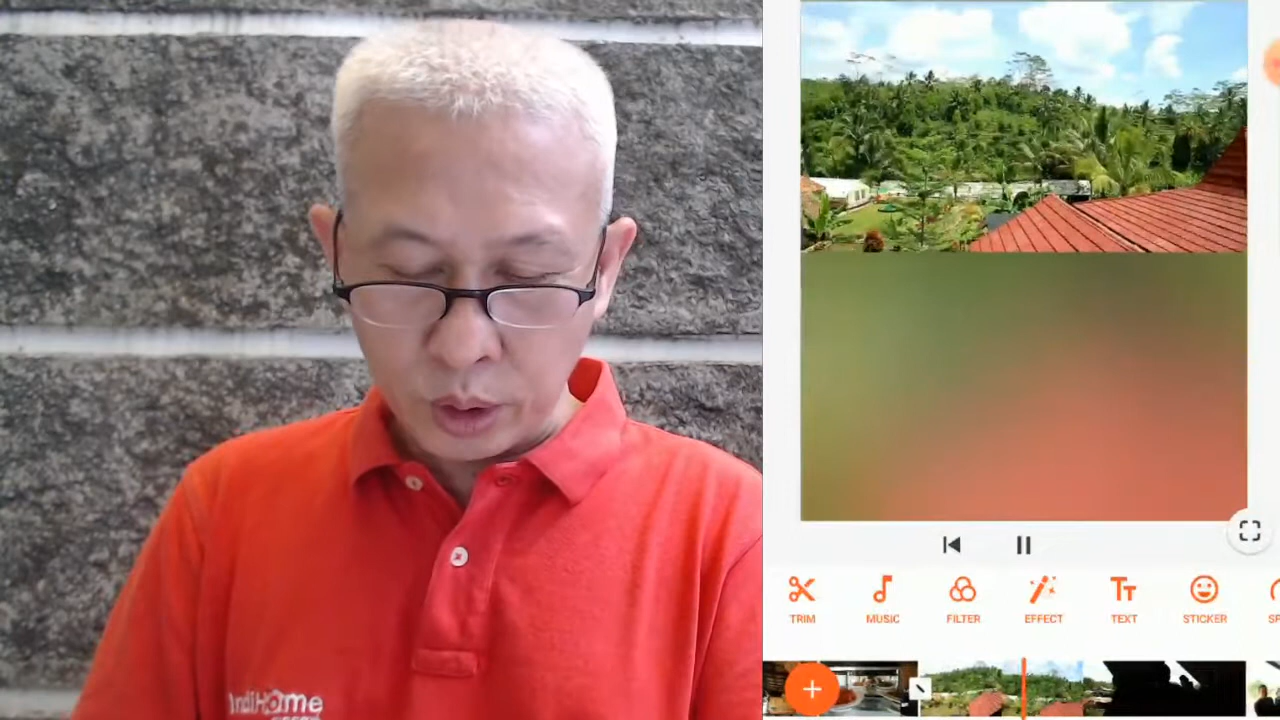 IndiHome
TRIM
MUSIC
FILTER
EFFECT
TEXT
STICKER